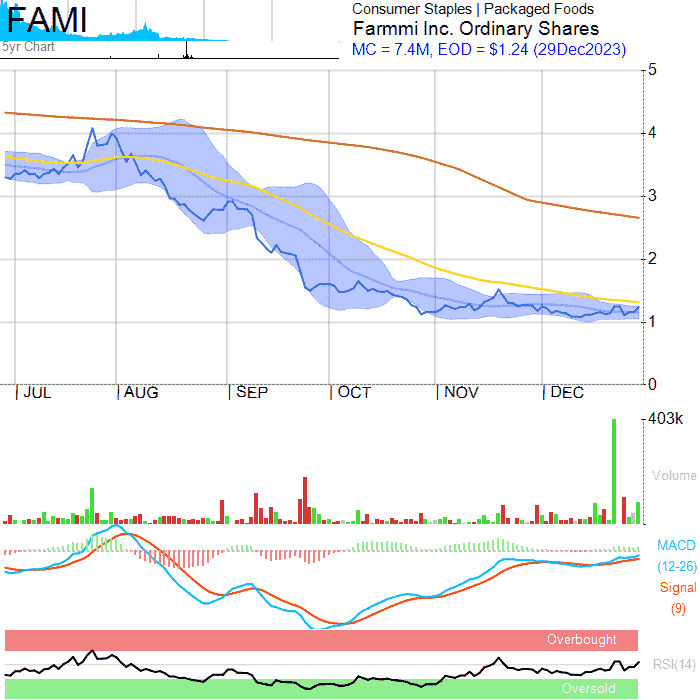 FAMI
5yr Chart
Consumer Staples | Packaged Foods
Farmmi Inc. Ordinary Shares
MC = 7.4M, EOD = $1.24 (29Dec2023)
5
4
3
2
1
0
JUL AUG SEP OCT NOV DEC
403k
Volume
MACD
(12-26)
Signal
(9)
Overbought
RSI(14)
Oversold